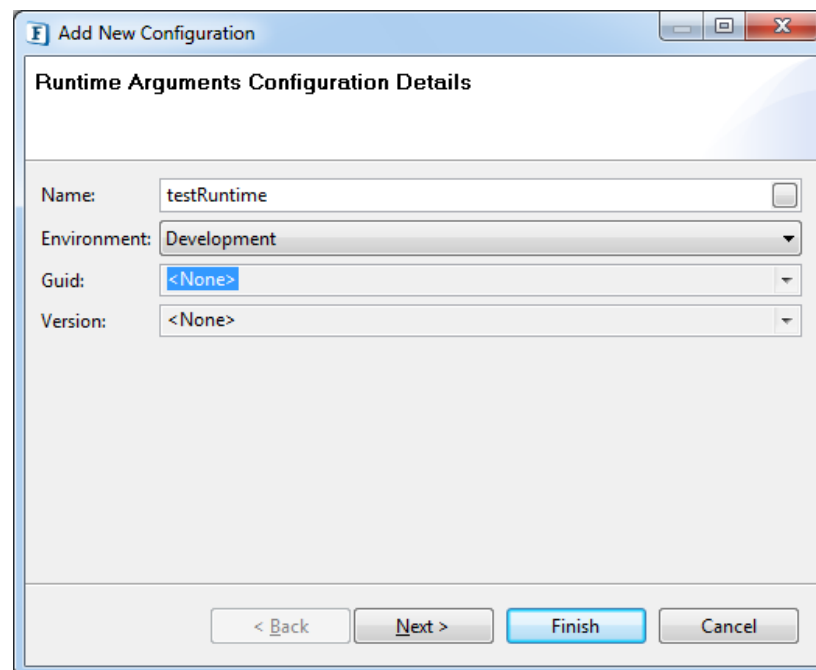 F Add New Configuration
Runtime Arguments Configuration Details
Name: testRuntime
Environment: Development
Guid: <None>
Version: <None>
< Back Next > Finish Cancel